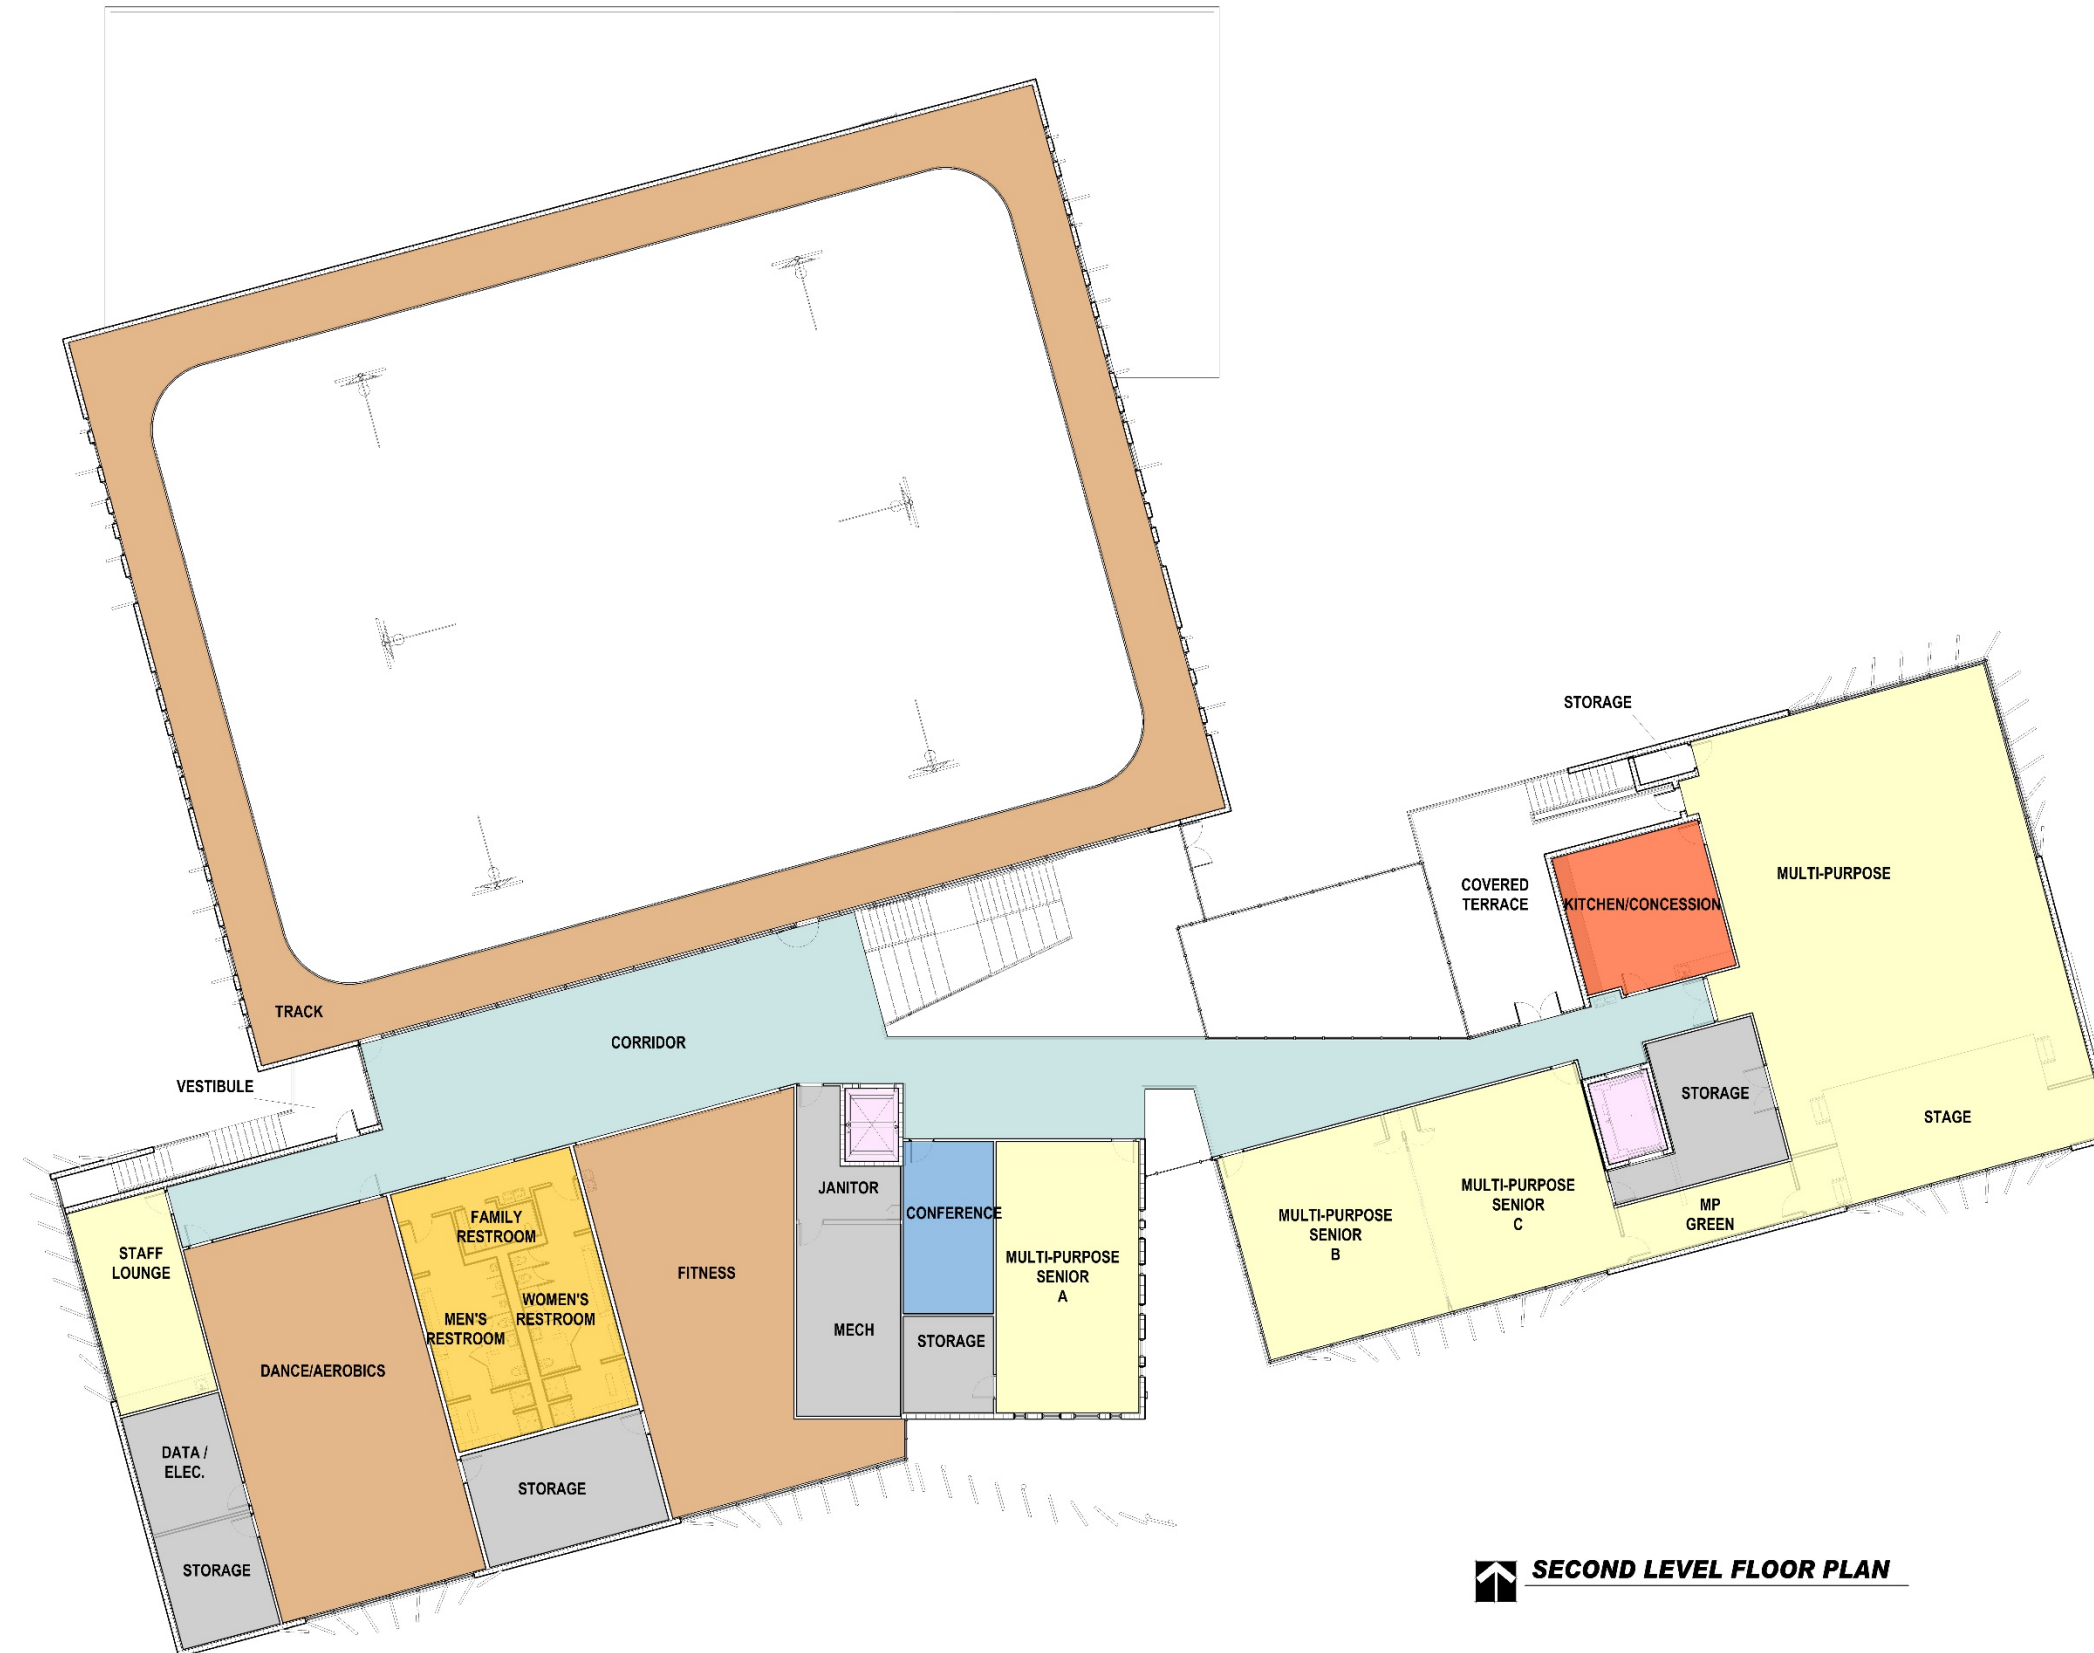 STORAGE
MULTI-PURPOSE
COVERED
TERRACE
KITCHEN/CONCESSION
TRACK
CORRIDOR
VESTIBULE
STORAGE
STAGE
JANITOR
MULTI-PURPOSE
SENIOR
C
CONFERENCE
MULTI-PURPOSE
SENIOR
B
MP
GREEN
FAMILY
RESTROOM
STAFF
LOUNGE
FITNESS
MULTI-PURPOSE
SENIOR
A
WOMEN'S
RESTROOM
MEN'S
RESTROOM
MECH
STORAGE
DANCE/AEROBICS
DATA /
ELEC.
STORAGE
STORAGE
SECOND LEVEL FLOOR PLAN